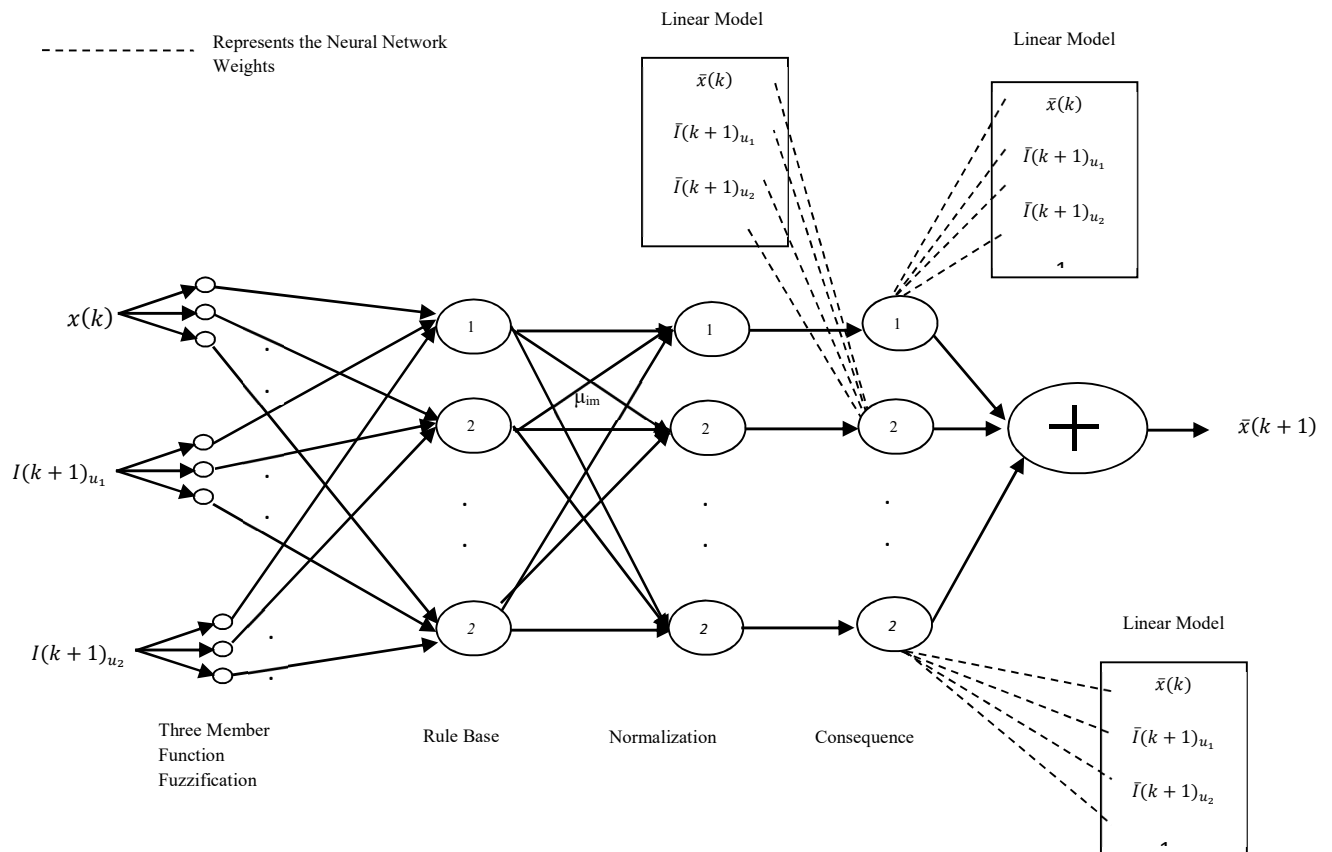 Linear Model
Represents the Neural Network
Weights
Linear Model
x̄(k)
Ī(k + 1)u₁
Ī(k + 1)u₂
x̄(k)
Ī(k + 1)u₁
Ī(k + 1)u₂
x(k)
I(k + 1)u₁
I(k + 1)u₂
1
2
2
μim
1
2
2
1
2
2
+
x̄(k + 1)
Linear Model
x̄(k)
Ī(k + 1)u₁
Ī(k + 1)u₂
Three Member
Function
Fuzzification
Rule Base
Normalization
Consequence